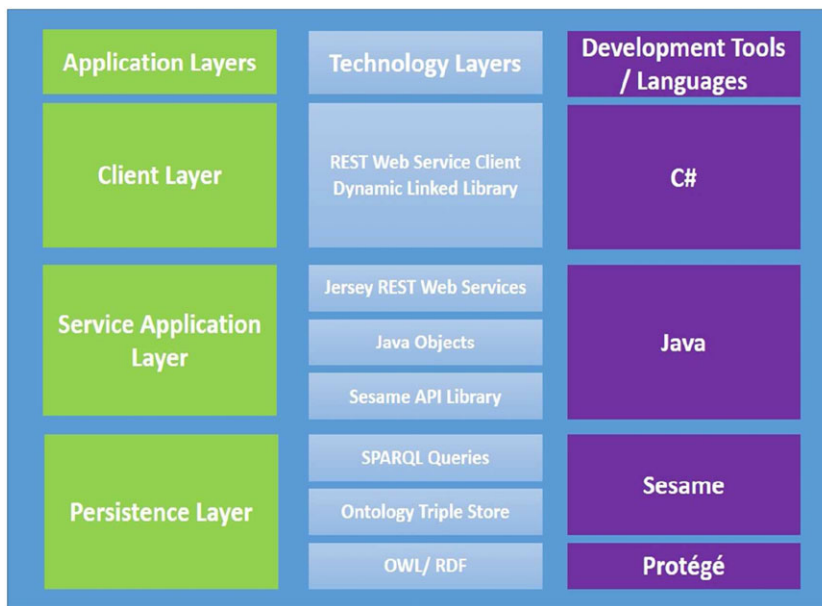 Application Layers
Technology Layers
Development Tools
/ Languages
Client Layer
REST Web Service Client
Dynamic Linked Library
C#
Service Application
Layer
Jersey REST Web Services
Java Objects
Sesame API Library
Java
Persistence Layer
SPARQL Queries
Ontology Triple Store
OWL/ RDF
Sesame
Protégé